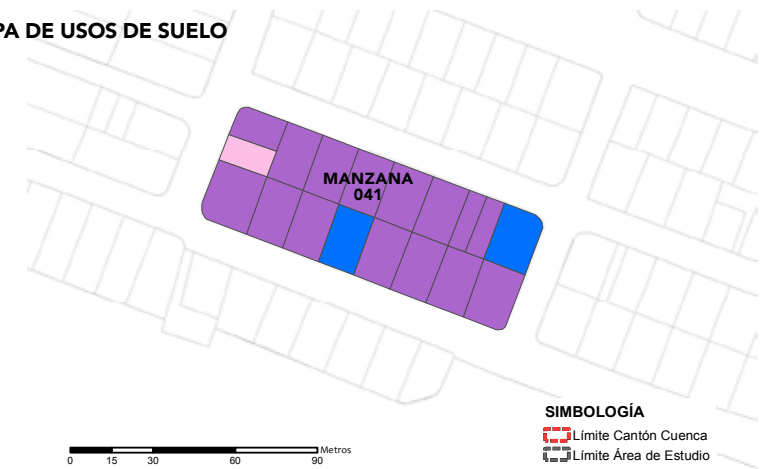 PA DE USOS DE SUELO
MANZANA
041
SIMBOLOGÍA
Límite Cantón Cuenca
Límite Área de Estudio
Metros
0 15 30 60 90